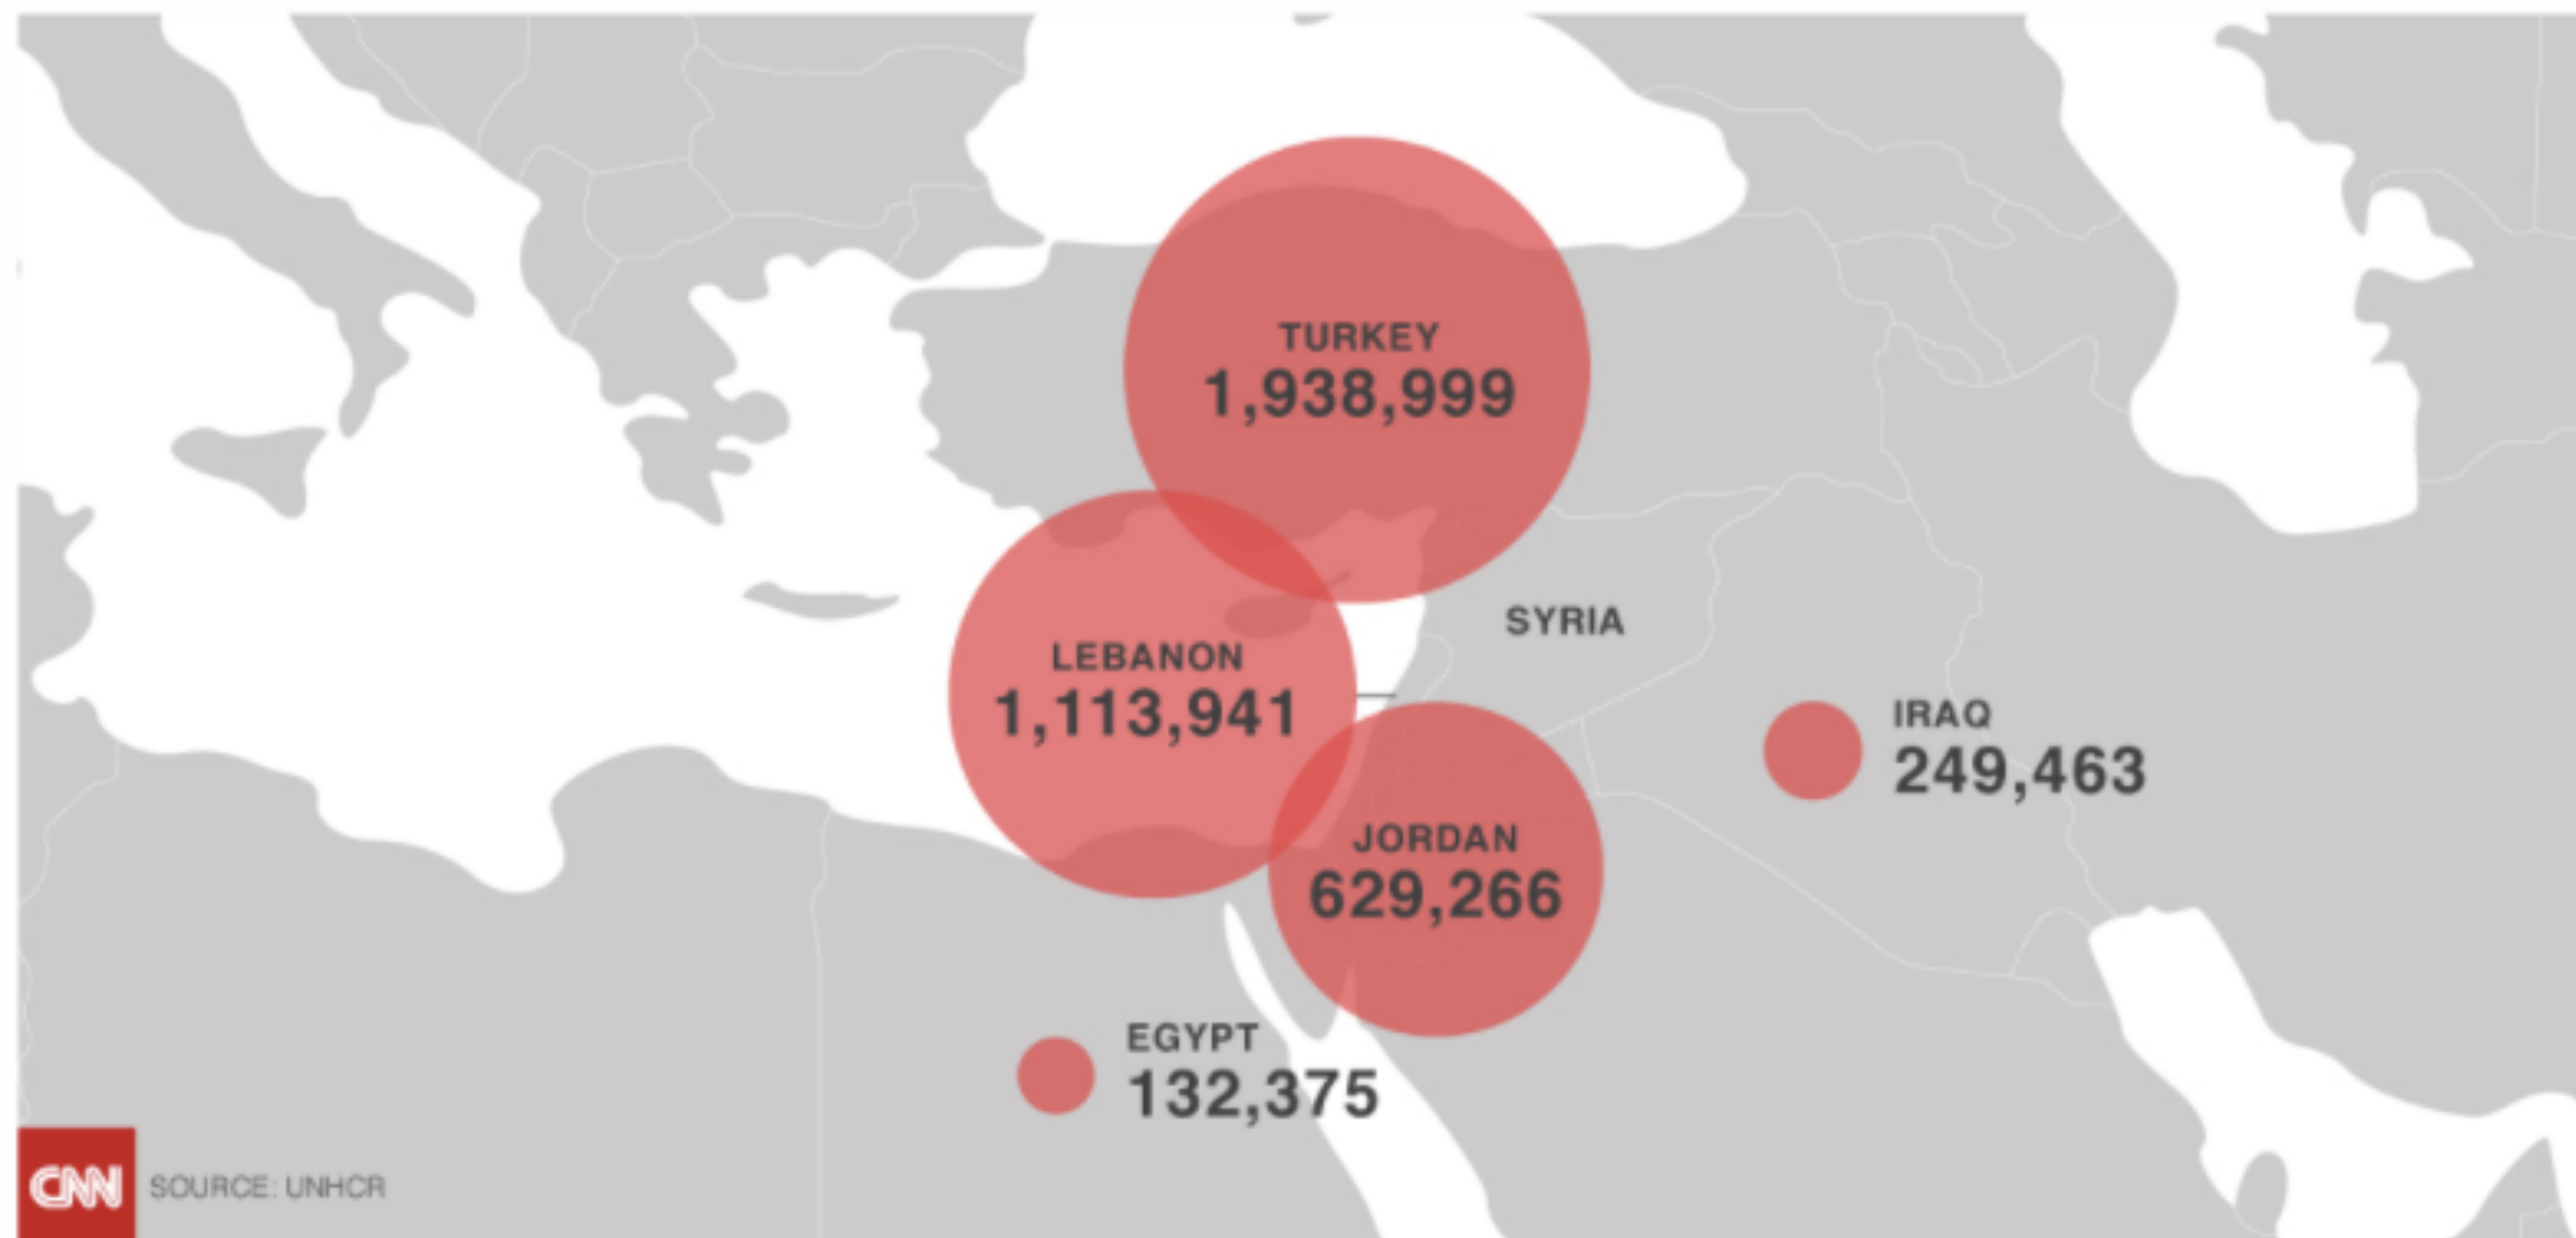 TURKEY
1,938,999
SYRIA
LEBANON
1,113,941
IRAQ
249,463
JORDAN
629,266
EGYPT
132,375
CNN SOURCE: UNHCR